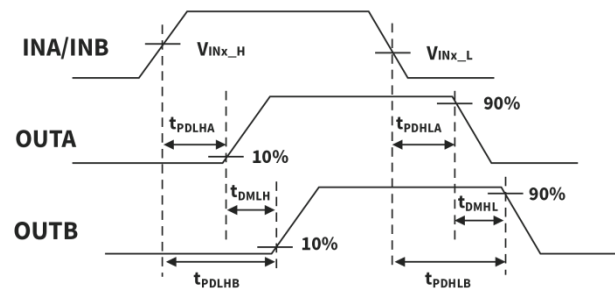 INA/INB
VINx_H
VINx_L
OUTA
tPDLHA
10%
tPDHLA
90%
OUTB
tDMLH
10%
tPDLHB
tDMHL
90%
tPDHLB